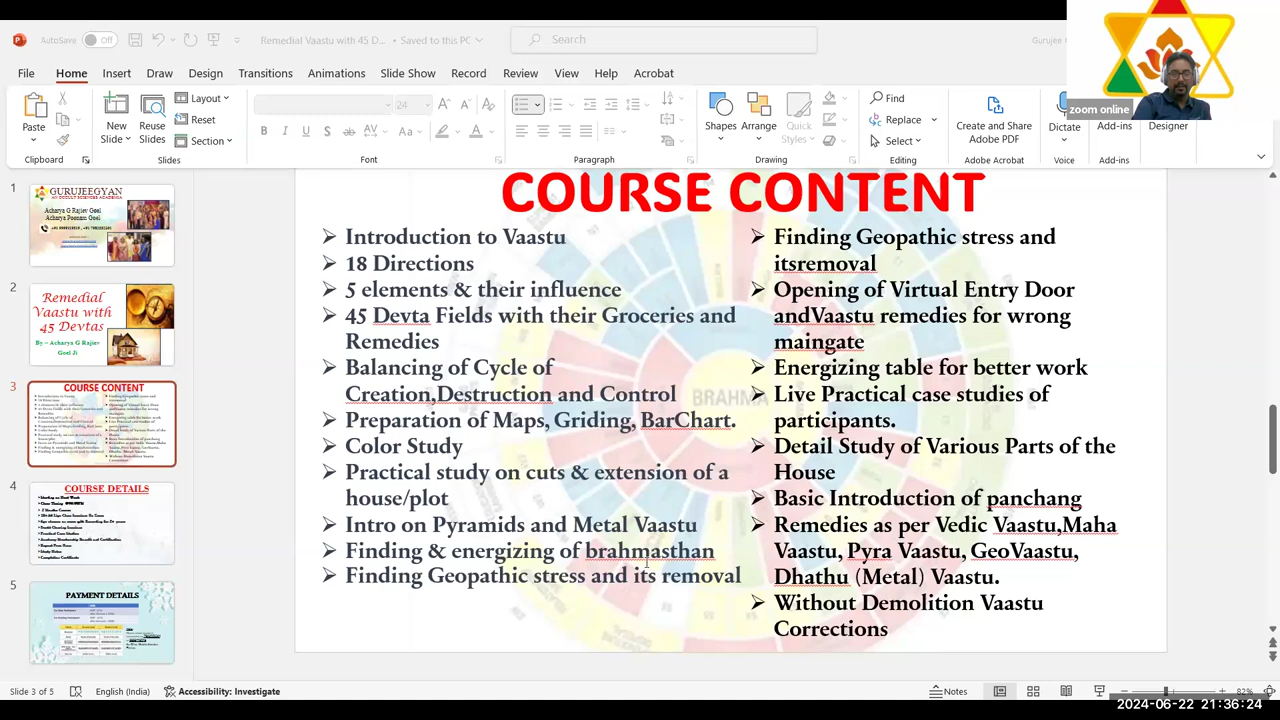 AutoSave
Off
Remedial Vaastu with 45 D... • Saved to this PC
Search
Gurujee
File
Home
Insert
Draw
Design
Transitions
Animations
Slide Show
Record
Review
View
Help
Acrobat
zoom online
Paste
Clipboard
New Slide
Reuse Slides
Layout
Reset
Section
Slides
24
Font
Paragraph
Shapes
Arrange
Quick Styles
Drawing
Find
Replace
Select
Editing
Create and Share Adobe PDF
Adobe Acrobat
Dictate
Voice
Add-ins
Add-ins
Designer
1
GURUJEEGYAN
Acharya G Rajiev Goel
Acharya Poonam Goel
2
Remedial
Vaastu with
45 Devtas
By – Acharya G Rajiev
Goel Ji
3
COURSE CONTENT
4
COURSE DETAILS
5
PAYMENT DETAILS
COURSE CONTENT
Introduction to Vaastu
18 Directions
5 elements & their influence
45 Devta Fields with their Groceries and
Remedies
Balancing of Cycle of
Creation,Destruction and Control
Preparation of Maps, Griding, BarChart.
Color Study
Practical study on cuts & extension of a
house/plot
Intro on Pyramids and Metal Vaastu
Finding & energizing of brahmasthan
Finding Geopathic stress and its removal
Finding Geopathic stress and
itsremoval
Opening of Virtual Entry Door
andVaastu remedies for wrong
maingate
Energizing table for better work
Live Practical case studies of
participants.
Detail Study of Various Parts of the
House
Basic Introduction of panchang
Remedies as per Vedic Vaastu,Maha
Vaastu, Pyra Vaastu, GeoVaastu,
Dhathu (Metal) Vaastu.
Without Demolition Vaastu
Corrections
Slide 3 of 5
English (India)
Accessibility: Investigate
Notes
82%
2024-06-22 21:36:24